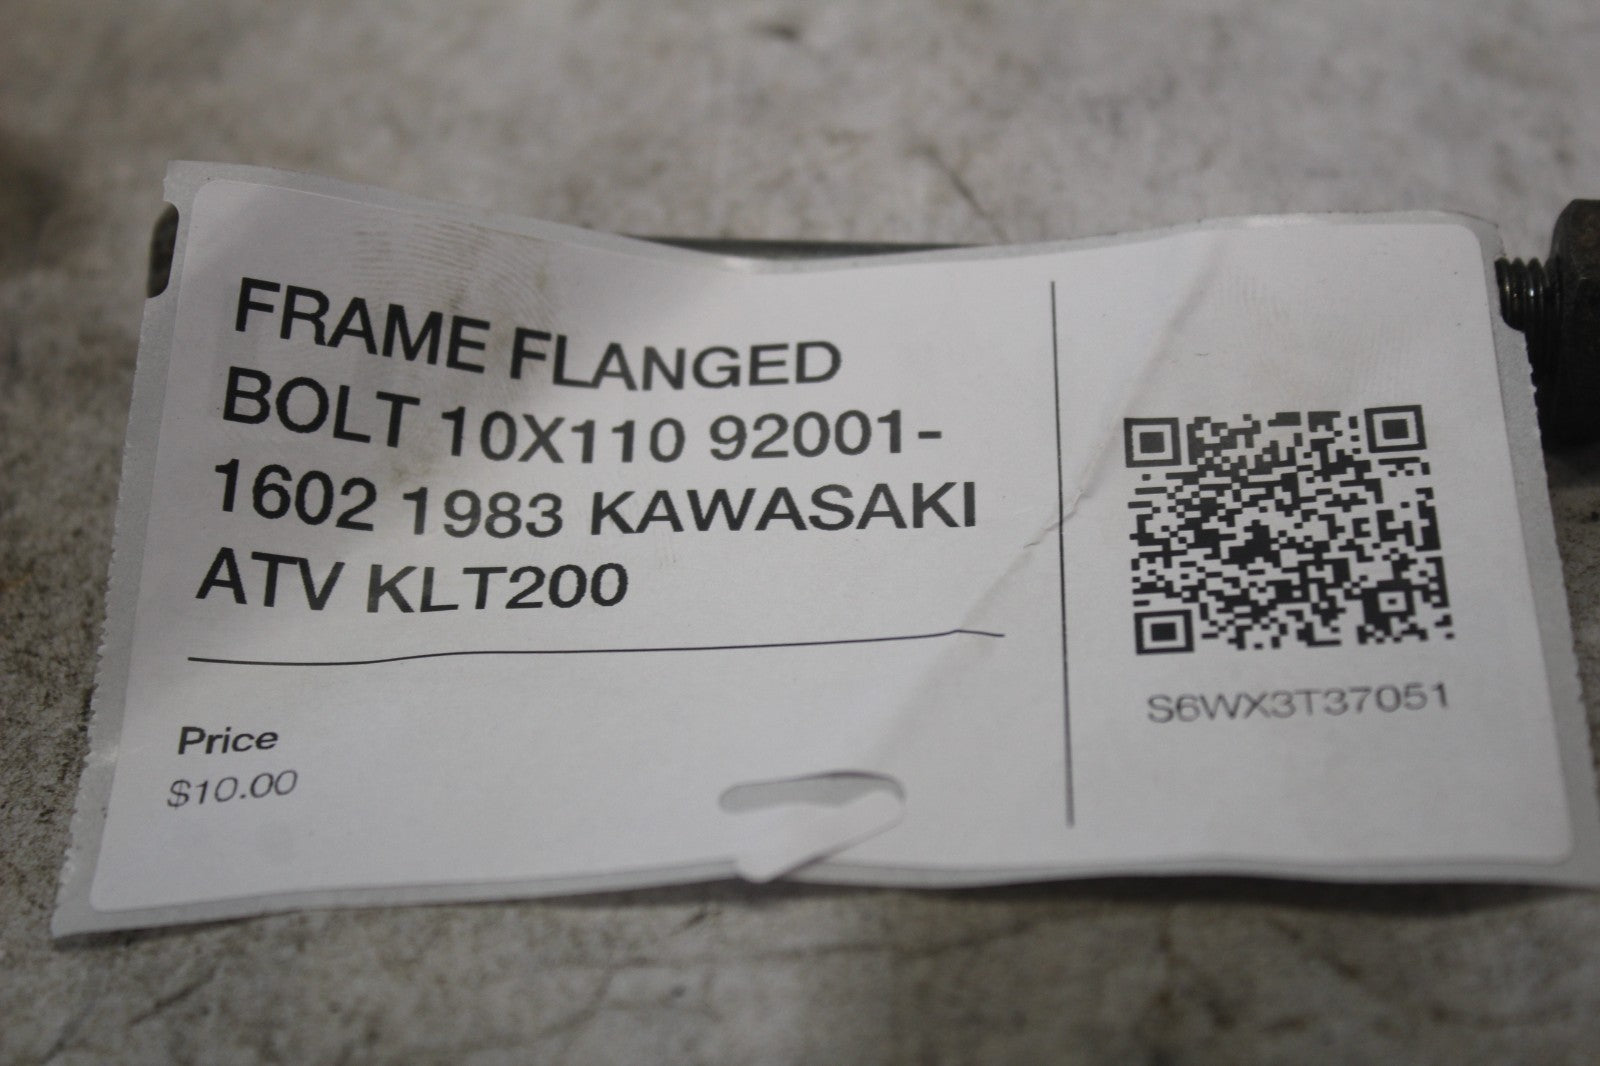 FRAME FLANGED
BOLT 10X110 92001-
1602 1983 KAWASAKI
ATV KLT200
Price
$10.00
S6WX3T37051